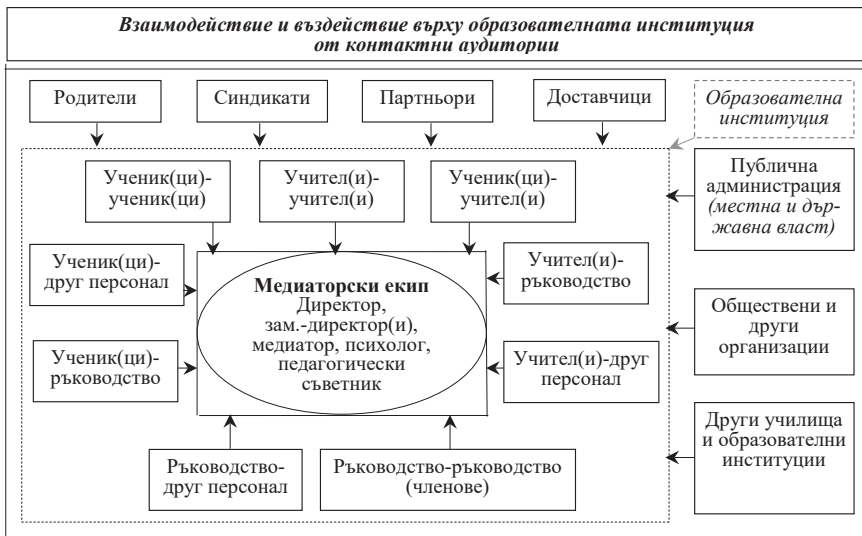 Взаимодействие и въздействие върху образователната институция
от контактни аудитории
Родители
Синдикати
Партньори
Доставчици
Образователна
институция
Ученик(ци)-
ученик(ци)
Учител(и)-
учител(и)
Ученик(ци)-
учител(и)
Публична
администрация
(местна и дър-
жавна власт)
Ученик(ци)-
друг персонал
Медиаторски екип
Директор,
зам.-директор(и),
медиатор, психолог,
педагогически
съветник
Учител(и)-
ръководство
Ученик(ци)-
ръководство
Учител(и)-друг
персонал
Обществени и
други
организации
Ръководство-
друг персонал
Ръководство-ръководство
(членове)
Други училища
и образователни
институции